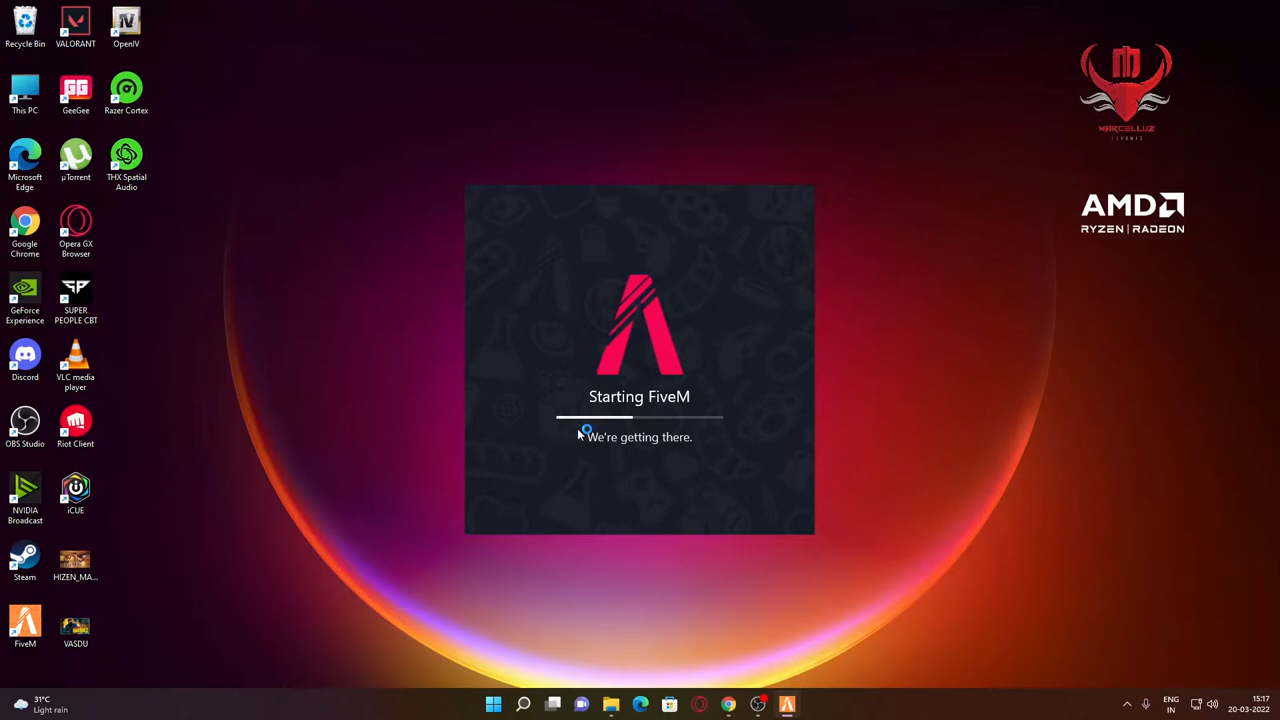 Recycle Bin
VALORANT
OpenIV
This PC
GeeGee
Razer Cortex
Microsoft
Edge
µTorrent
THX Spatial
Audio
Google
Chrome
Opera GX
Browser
GeForce
Experience
SUPER
PEOPLE CBT
Discord
VLC media
player
OBS Studio
Riot Client
NVIDIA
Broadcast
iCUE
Steam
HIZEN_MA...
FiveM
VASDU
MARCELLUZ
AMD
RYZEN | RADEON
Starting FiveM
We're getting there.
31°C
Light rain
ENG
IN
15:17
20-03-2022